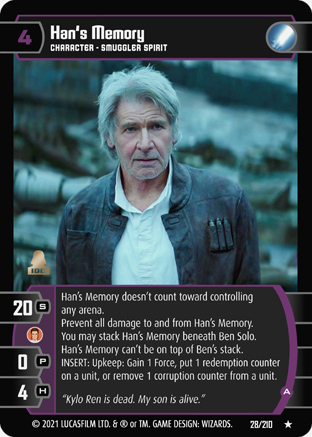 4
Han's Memory
CHARACTER - SMUGGLER SPIRIT
20 S
0 P
4 H
Han's Memory doesn't count toward controlling
any arena.
Prevent all damage to and from Han's Memory.
You may stack Han's Memory beneath Ben Solo.
Han's Memory can't be on top of Ben's stack.
INSERT: Upkeep: Gain 1 Force, put 1 redemption counter
on a unit, or remove 1 corruption counter from a unit.
"Kylo Ren is dead. My son is alive."
A
© 2021 LUCASFILM LTD. & ® or TM. GAME DESIGN: WIZARDS.
28/210